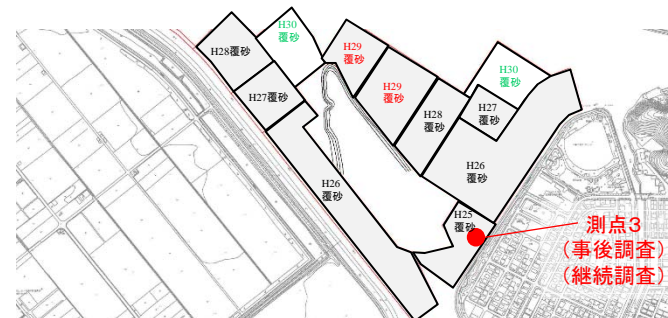 H30
覆砂
H28覆砂
H29
覆砂
H27覆砂
H29
覆砂
H28
覆砂
H30
覆砂
H27
覆砂
H26
覆砂
H26
覆砂
H25
覆砂
測点3
(事後調査)
(継続調査)